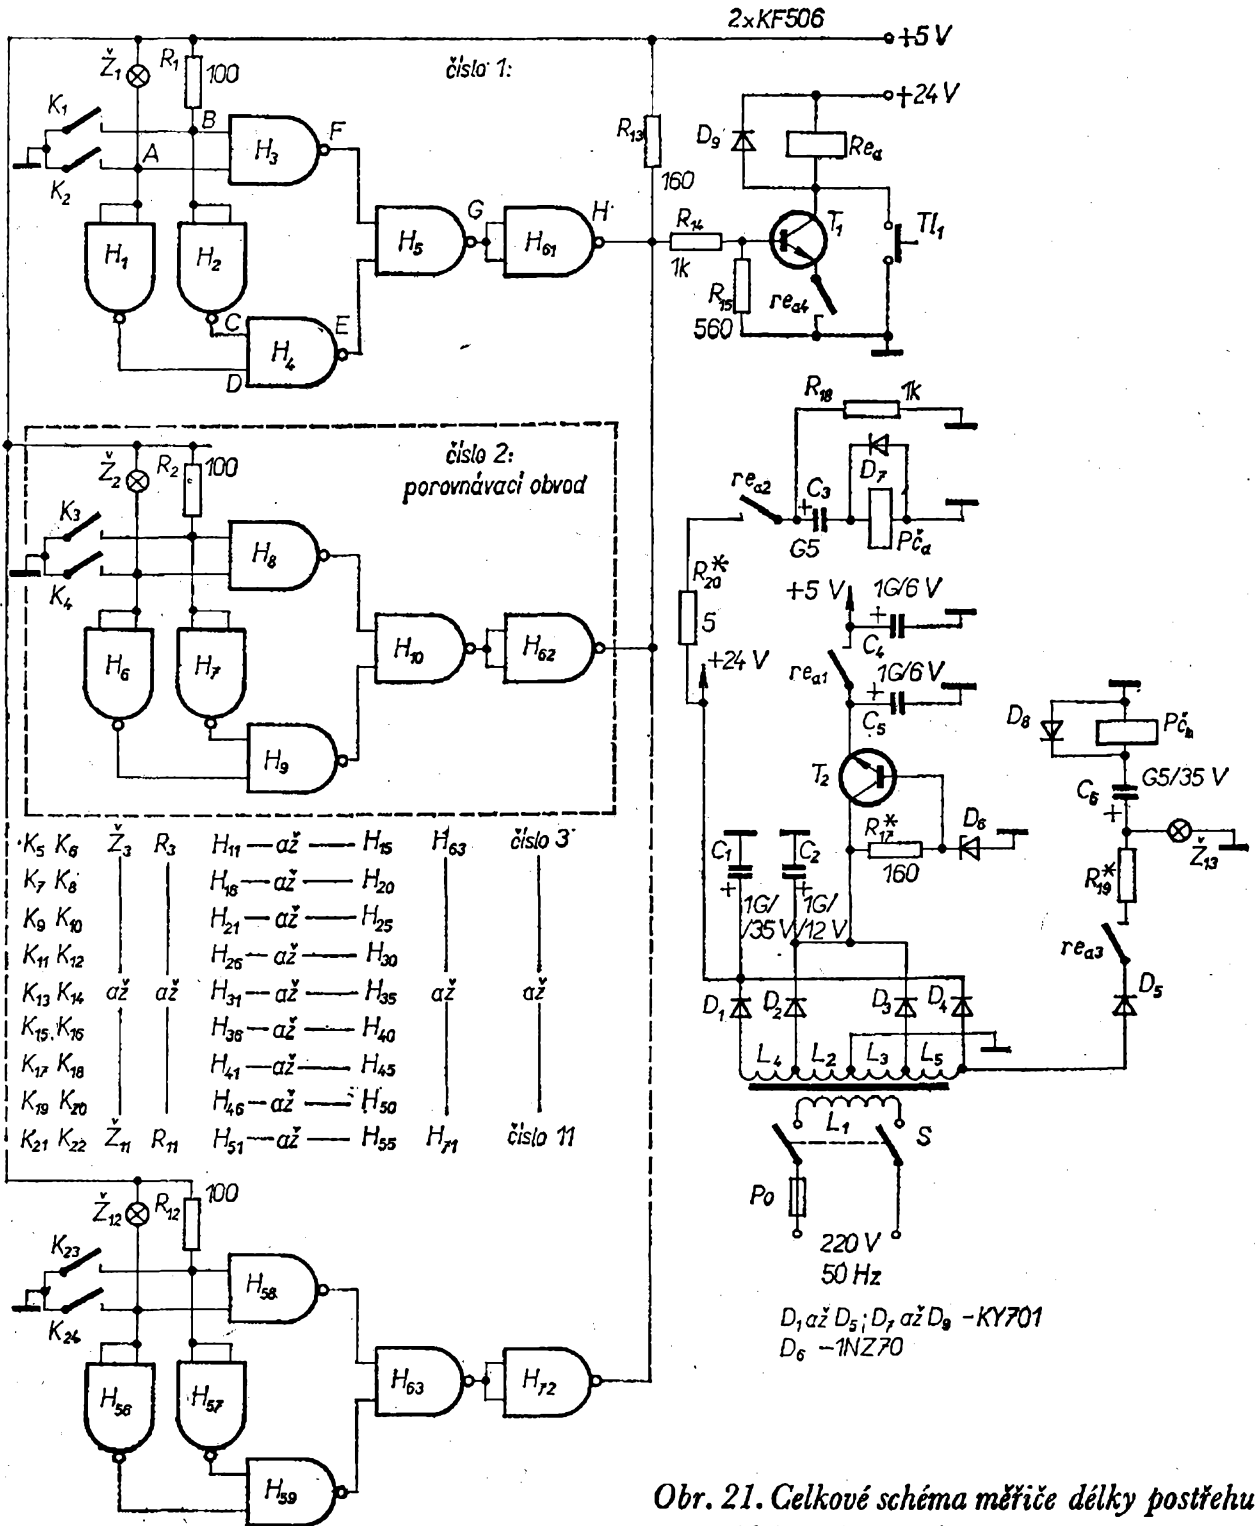 2xKF506
+5 V
Ž1
R1
100
číslo 1:
+24 V
K1
B
F
R13
D9
Rea
A
H3
K2
160
G
H
R14
T1
Tl1
H1
H2
H5
H61
1k
R15
rea4
C
E
560
H4
D
R18
1k
číslo 2:
porovnávací obvod
Ž2
R2
100
D7
rea2
C3
+
K3
G5
Pča
H8
R20*
K4
+5 V
1G/6 V
+
5
C4
H6
H7
H10
H62
+24 V
rea1
1G/6 V
+
C5
D8
Pčb
H9
T2
G5/35 V
C6
+
R17*
D6
K5 K6 Ž3 R3 H11 — až — H15 H63 číslo 3
C1
C2
160
Ž13
K7 K8 H16 — až — H20
+
+
R19*
K9 K10 H21 — až — H25
1G/
/35 V
1G/
/12 V
K11 K12 H26 — až — H30
rea3
K13 K14 až až H31 — až — H35 až až
D1
D2
D3
D4
D5
K15 K16 H36 — až — H40
K17 K18 H41 — až — H45
L4
L2
L3
L5
K19 K20 H46 — až — H50
K21 K22 Ž11 R11 H51 — až — H55 H71 číslo 11
L1
S
Ž12
R12
100
Po
K23
220 V
50 Hz
H58
K24
D1 až D5; D7 až D9 - KY701
D6 - 1NZ70
H56
H57
H63
H72
H59
Obr. 21. Celkové schéma měřiče délky postřehu